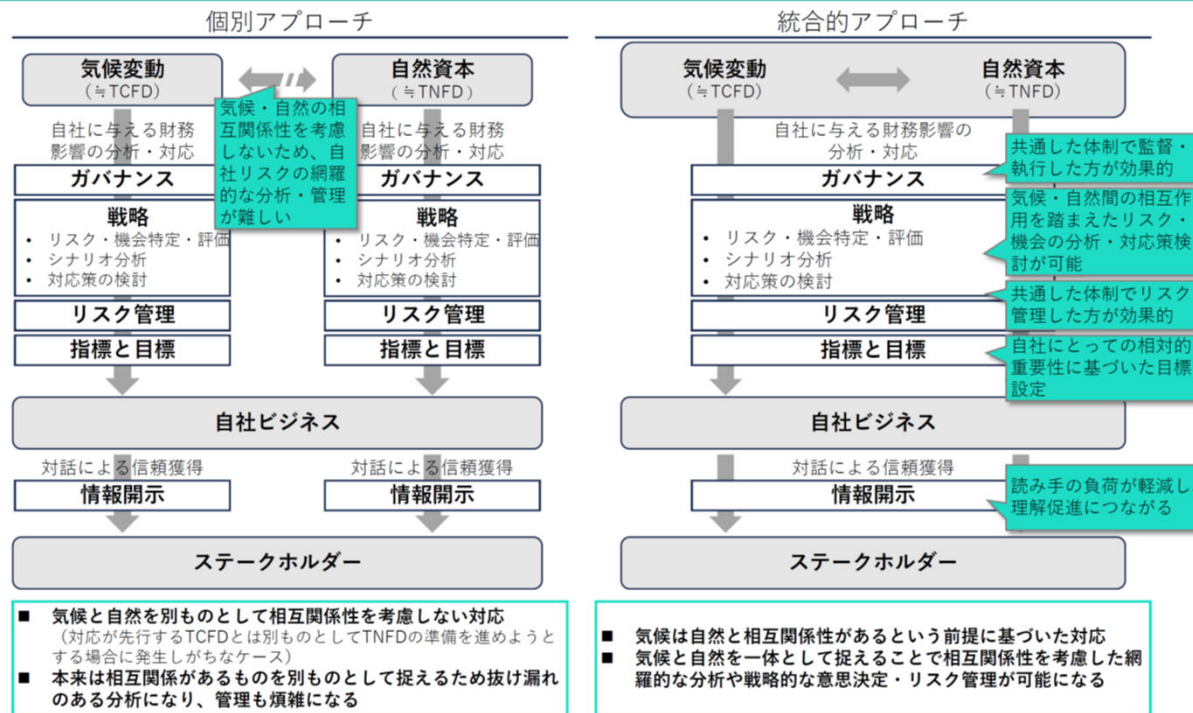 個別アプローチ
気候変動
（≒TCFD）
自然資本
（≒TNFD）
気候・自然の相
互関係性を考慮
しないため、自
社リスクの網羅
的な分析・管理
が難しい
自社に与える財務
影響の分析・対応
自社に与える財務
影響の分析・対応
ガバナンス
ガバナンス
戦略
• リスク・機会特定・評価
• シナリオ分析
• 対応策の検討
戦略
• リスク・機会特定・評価
• シナリオ分析
• 対応策の検討
リスク管理
リスク管理
指標と目標
指標と目標
自社ビジネス
対話による信頼獲得
対話による信頼獲得
情報開示
情報開示
ステークホルダー
■ 気候と自然を別ものとして相互関係性を考慮しない対応
（対応が先行するTCFDとは別ものとしてTNFDの準備を進めようと
する場合に発生しがちなケース）
■ 本来は相互関係があるものを別ものとして捉えるため抜け漏れ
のある分析になり、管理も煩雑になる
統合的アプローチ
気候変動
（≒TCFD）
自然資本
（≒TNFD）
自社に与える財務影響の
分析・対応
共通した体制で監督・
執行した方が効果的
ガバナンス
戦略
• リスク・機会特定・評価
• シナリオ分析
• 対応策の検討
気候・自然間の相互作
用を踏まえたリスク・
機会の分析・対応策検
討が可能
共通した体制でリスク
管理した方が効果的
リスク管理
指標と目標
自社にとっての相対的
重要性に基づいた目標
設定
自社ビジネス
対話による信頼獲得
情報開示
読み手の負荷が軽減し
理解促進につながる
ステークホルダー
■ 気候は自然と相互関係性があるという前提に基づいた対応
■ 気候と自然を一体として捉えることで相互関係性を考慮した網
羅的な分析や戦略的な意思決定・リスク管理が可能になる